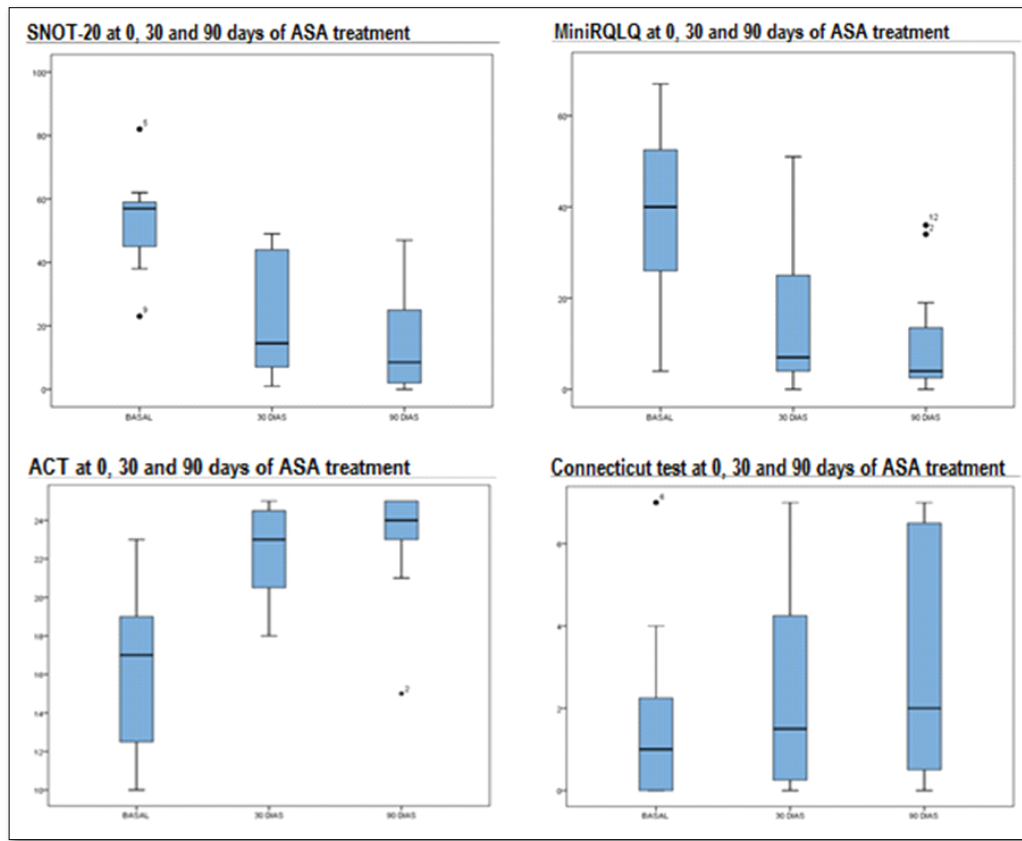 SNOT-20 at 0, 30 and 90 days of ASA treatment
100
80
60
40
20
0
5
9
BASAL
30 DIAS
90 DIAS
MiniRQLQ at 0, 30 and 90 days of ASA treatment
60
40
20
0
12
2
BASAL
30 DIAS
90 DIAS
ACT at 0, 30 and 90 days of ASA treatment
24
22
20
18
16
14
12
10
2
BASAL
30 DIAS
90 DIAS
Connecticut test at 0, 30 and 90 days of ASA treatment
6
4
2
0
BASAL
30 DIAS
90 DIAS